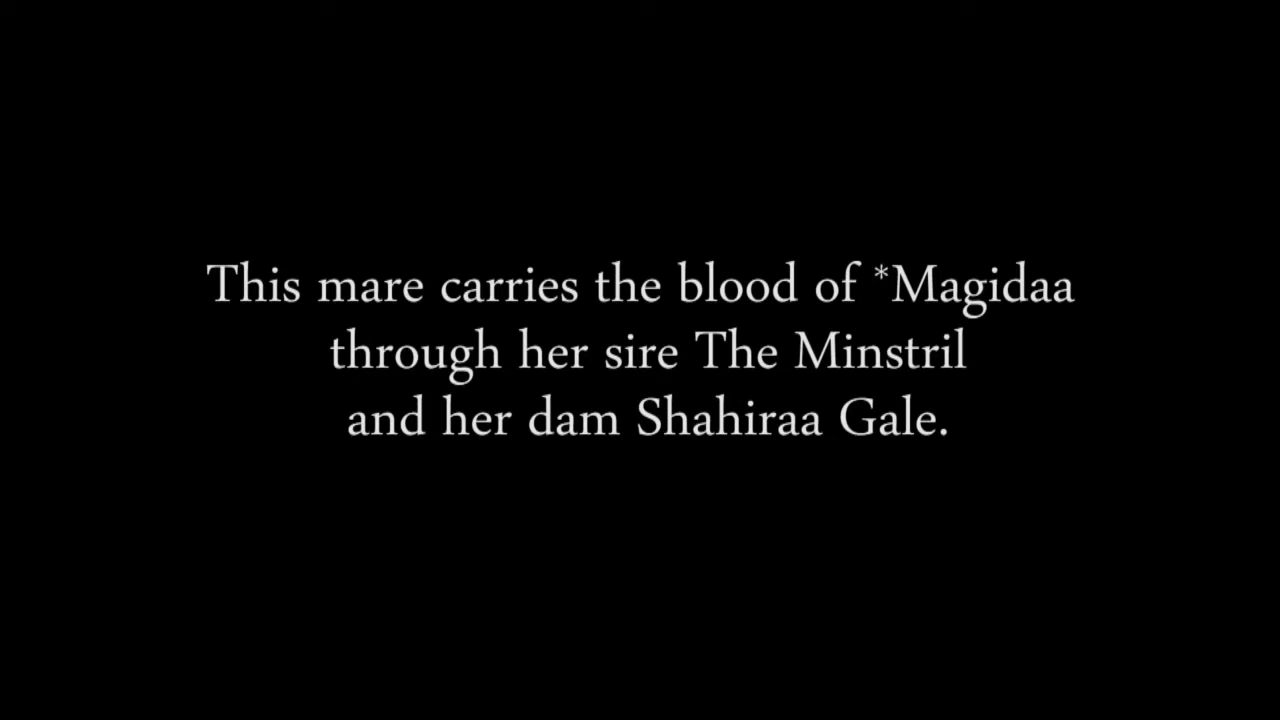 This mare carries the blood of *Magidaa
through her sire The Minstril
and her dam Shahiraa Gale.